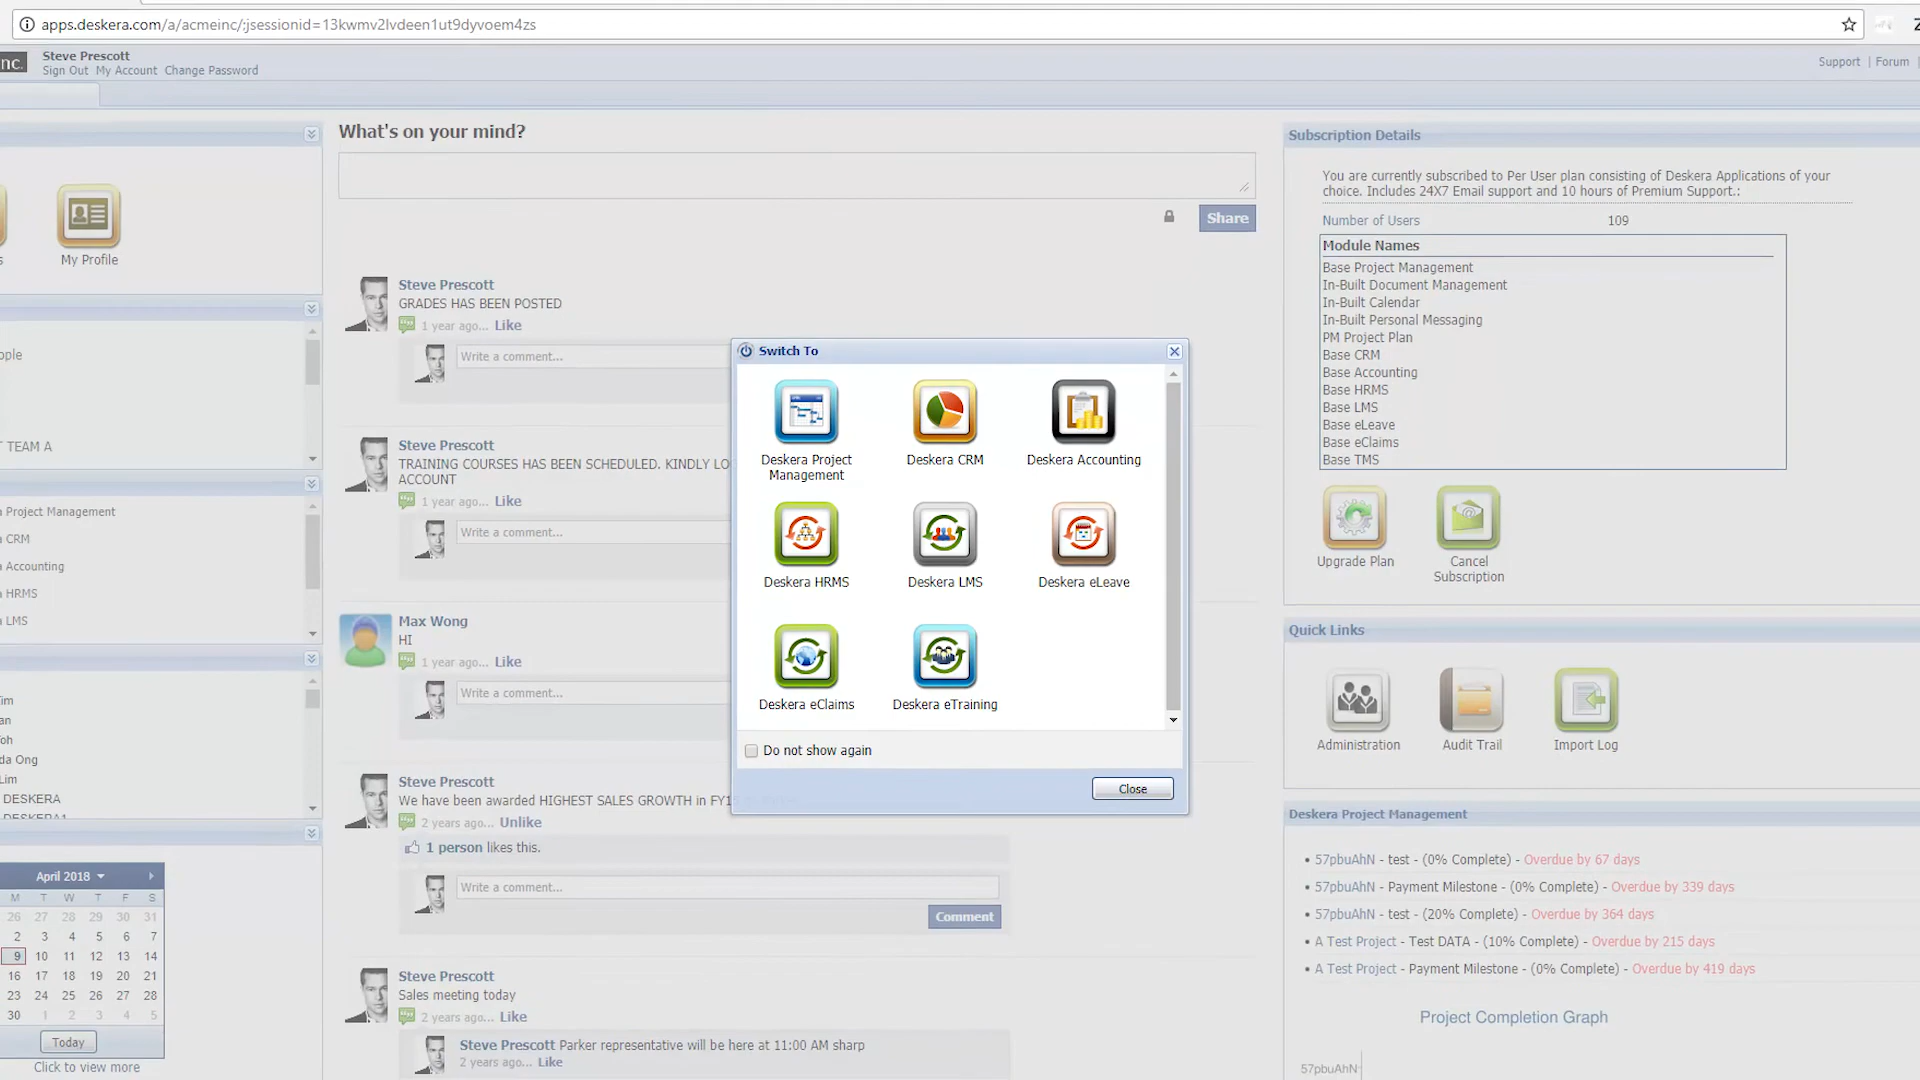 apps.deskera.com/a/acmeinc/;jsessionid=13kwmv2lvdeen1ut9dyvoem4zs
nc.
Steve Prescott
Sign Out My Account Change Password
Support | Forum |
My Profile
ople
TEAM A
Project Management
CRM
Accounting
HRMS
LMS
im
an
oh
da Ong
Lim
DESKERA
DESKERA1
April 2018
M T W T F S
26 27 28 29 30 31
2 3 4 5 6 7
9 10 11 12 13 14
16 17 18 19 20 21
23 24 25 26 27 28
30 1 2 3 4 5
Today
Click to view more
What's on your mind?
Share
Steve Prescott
GRADES HAS BEEN POSTED
1 year ago... Like
Write a comment...
Steve Prescott
TRAINING COURSES HAS BEEN SCHEDULED. KINDLY LO
ACCOUNT
1 year ago... Like
Write a comment...
Max Wong
HI
1 year ago... Like
Write a comment...
Steve Prescott
We have been awarded HIGHEST SALES GROWTH in FY1
2 years ago... Unlike
1 person likes this.
Write a comment...
Comment
Steve Prescott
Sales meeting today
2 years ago... Like
Steve Prescott Parker representative will be here at 11:00 AM sharp
2 years ago... Like
Switch To
Deskera Project
Management
Deskera CRM
Deskera Accounting
Deskera HRMS
Deskera LMS
Deskera eLeave
Deskera eClaims
Deskera eTraining
Do not show again
Close
Subscription Details
You are currently subscribed to Per User plan consisting of Deskera Applications of your
choice. Includes 24X7 Email support and 10 hours of Premium Support.:
Number of Users 109
Module Names
Base Project Management
In-Built Document Management
In-Built Calendar
In-Built Personal Messaging
PM Project Plan
Base CRM
Base Accounting
Base HRMS
Base LMS
Base eLeave
Base eClaims
Base TMS
Upgrade Plan
Cancel
Subscription
Quick Links
Administration
Audit Trail
Import Log
Deskera Project Management
57pbuAhN - test - (0% Complete) - Overdue by 67 days
57pbuAhN - Payment Milestone - (0% Complete) - Overdue by 339 days
57pbuAhN - test - (20% Complete) - Overdue by 364 days
A Test Project - Test DATA - (10% Complete) - Overdue by 215 days
A Test Project - Payment Milestone - (0% Complete) - Overdue by 419 days
Project Completion Graph
57pbuAhN